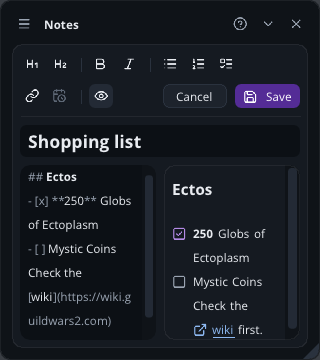 Notes
H1 H2 B I
Cancel Save
Shopping list
## Ectos
- [x] **250** Globs
of Ectoplasm
- [ ] Mystic Coins
Check the
[wiki](https://wiki.g
uildwars2.com)
Ectos
250 Globs of
Ectoplasm
Mystic Coins
Check the
wiki first.